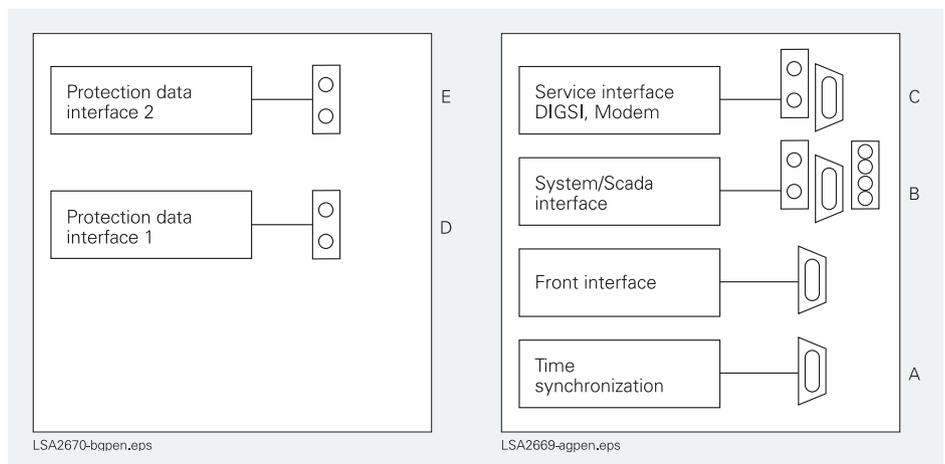 Protection data
interface 2
E
Protection data
interface 1
D
LSA2670-bgpen.eps
Service interface
DIGSI, Modem
C
System/Scada
interface
B
Front interface
Time
synchronization
A
LSA2669-agpen.eps